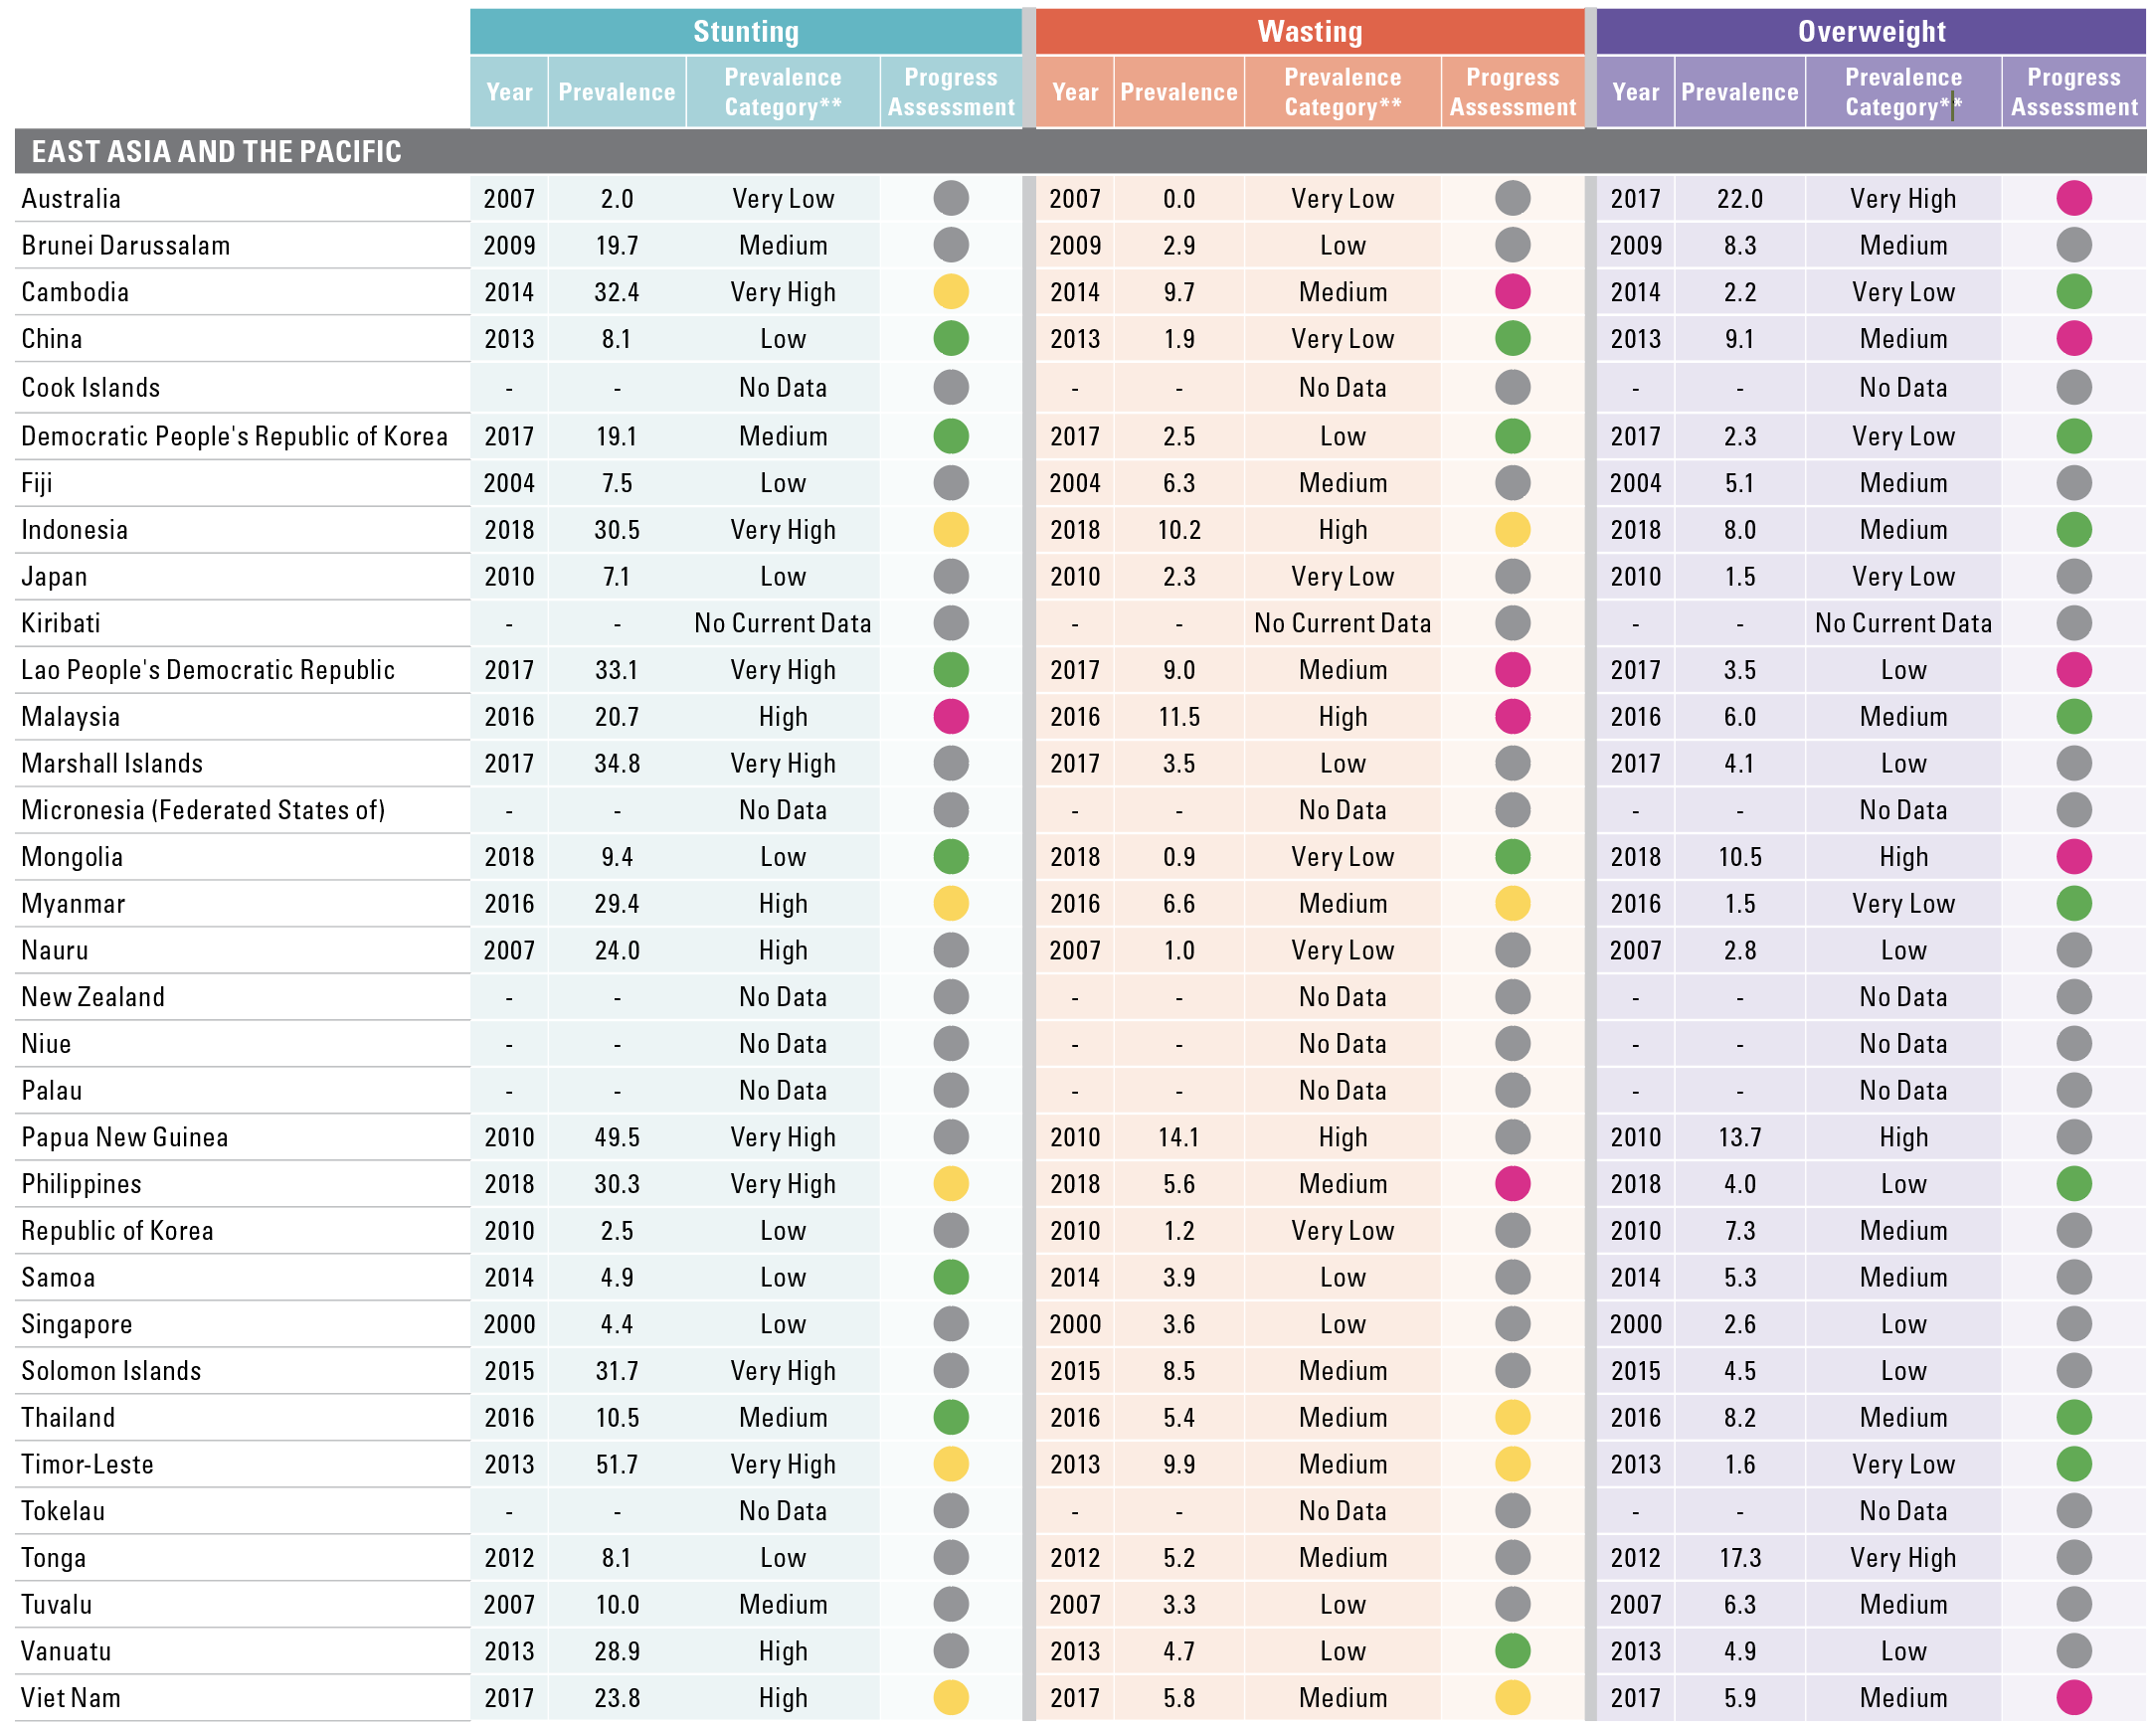 Stunting Wasting Overweight
Year Prevalence Prevalence Category** Progress Assessment Year Prevalence Prevalence Category** Progress Assessment Year Prevalence Prevalence Category** Progress Assessment
EAST ASIA AND THE PACIFIC
Australia 2007 2.0 Very Low 2007 0.0 Very Low 2017 22.0 Very High
Brunei Darussalam 2009 19.7 Medium 2009 2.9 Low 2009 8.3 Medium
Cambodia 2014 32.4 Very High 2014 9.7 Medium 2014 2.2 Very Low
China 2013 8.1 Low 2013 1.9 Very Low 2013 9.1 Medium
Cook Islands - - No Data - - No Data - - No Data
Democratic People's Republic of Korea 2017 19.1 Medium 2017 2.5 Low 2017 2.3 Very Low
Fiji 2004 7.5 Low 2004 6.3 Medium 2004 5.1 Medium
Indonesia 2018 30.5 Very High 2018 10.2 High 2018 8.0 Medium
Japan 2010 7.1 Low 2010 2.3 Very Low 2010 1.5 Very Low
Kiribati - - No Current Data - - No Current Data - - No Current Data
Lao People's Democratic Republic 2017 33.1 Very High 2017 9.0 Medium 2017 3.5 Low
Malaysia 2016 20.7 High 2016 11.5 High 2016 6.0 Medium
Marshall Islands 2017 34.8 Very High 2017 3.5 Low 2017 4.1 Low
Micronesia (Federated States of) - - No Data - - No Data - - No Data
Mongolia 2018 9.4 Low 2018 0.9 Very Low 2018 10.5 High
Myanmar 2016 29.4 High 2016 6.6 Medium 2016 1.5 Very Low
Nauru 2007 24.0 High 2007 1.0 Very Low 2007 2.8 Low
New Zealand - - No Data - - No Data - - No Data
Niue - - No Data - - No Data - - No Data
Palau - - No Data - - No Data - - No Data
Papua New Guinea 2010 49.5 Very High 2010 14.1 High 2010 13.7 High
Philippines 2018 30.3 Very High 2018 5.6 Medium 2018 4.0 Low
Republic of Korea 2010 2.5 Low 2010 1.2 Very Low 2010 7.3 Medium
Samoa 2014 4.9 Low 2014 3.9 Low 2014 5.3 Medium
Singapore 2000 4.4 Low 2000 3.6 Low 2000 2.6 Low
Solomon Islands 2015 31.7 Very High 2015 8.5 Medium 2015 4.5 Low
Thailand 2016 10.5 Medium 2016 5.4 Medium 2016 8.2 Medium
Timor-Leste 2013 51.7 Very High 2013 9.9 Medium 2013 1.6 Very Low
Tokelau - - No Data - - No Data - - No Data
Tonga 2012 8.1 Low 2012 5.2 Medium 2012 17.3 Very High
Tuvalu 2007 10.0 Medium 2007 3.3 Low 2007 6.3 Medium
Vanuatu 2013 28.9 High 2013 4.7 Low 2013 4.9 Low
Viet Nam 2017 23.8 High 2017 5.8 Medium 2017 5.9 Medium